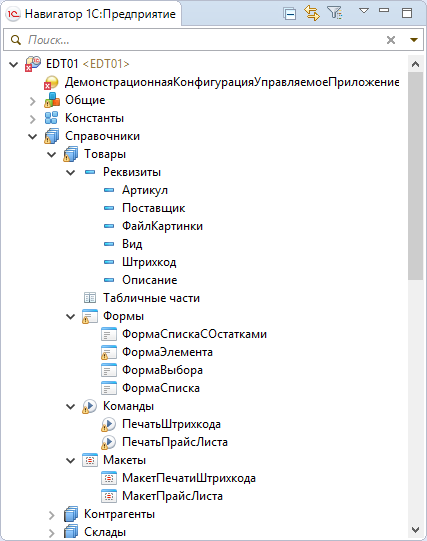 Навигатор 1С:Предприятие
Поиск...
EDT01 <EDT01>
ДемонстрационнаяКонфигурацияУправляемоеПриложение
Общие
Константы
Справочники
Товары
Реквизиты
Артикул
Поставщик
ФайлКартинки
Вид
Штрихкод
Описание
Табличные части
Формы
ФормаСпискаСОстатками
ФормаЭлемента
ФормаВыбора
ФормаСписка
Команды
ПечатьШтрихкода
ПечатьПрайсЛиста
Макеты
МакетПечатиШтрихкода
МакетПрайсЛиста
Контрагенты
Склады